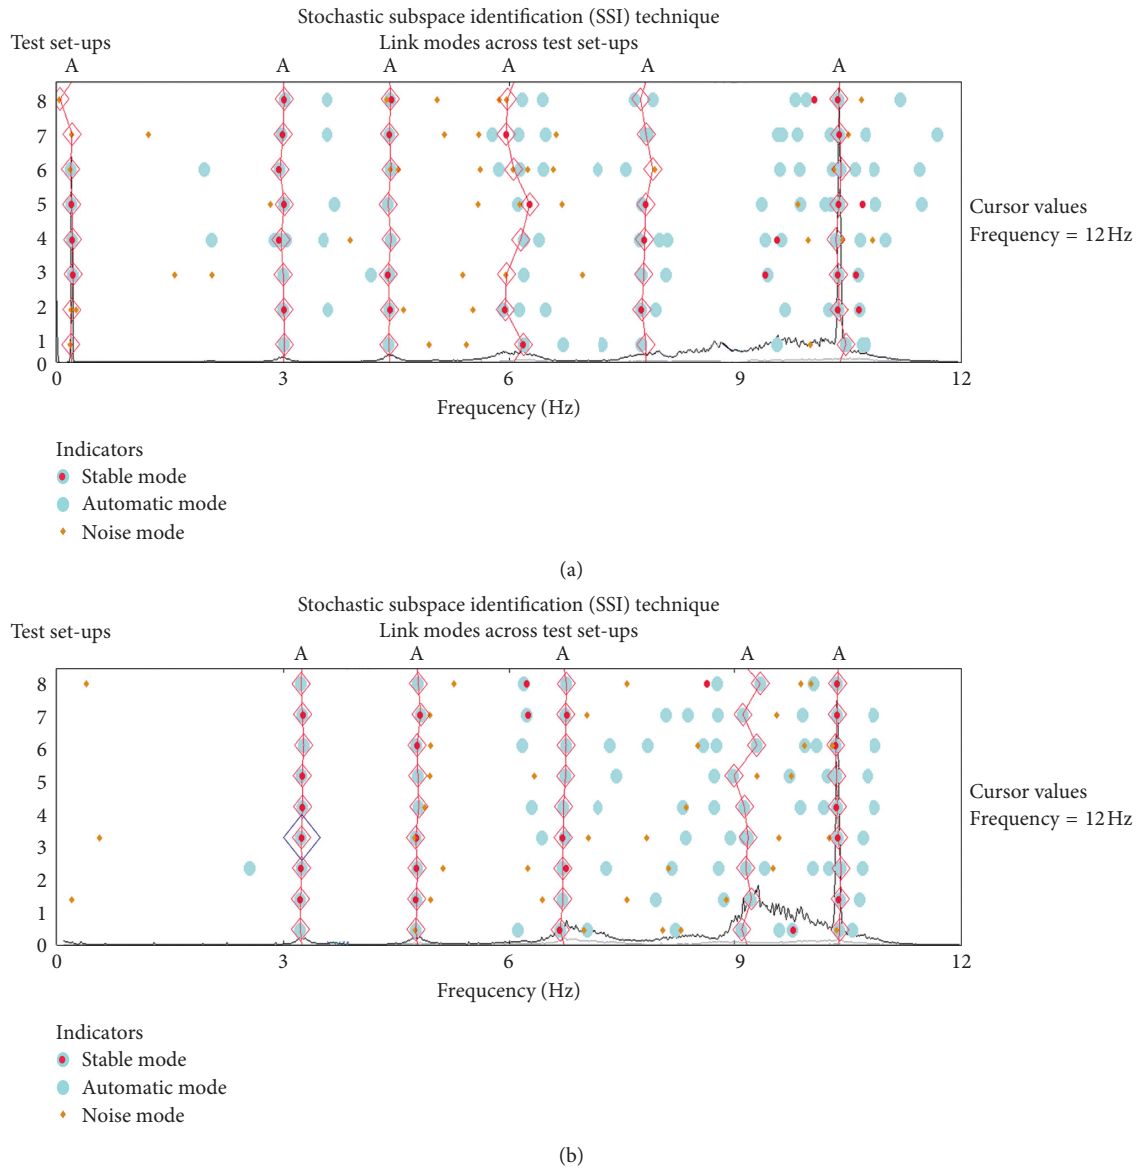 Stochastic subspace identification (SSI) technique
Test set-ups Link modes across test set-ups
A A A A A A
8
7
6
5
4
3
2
1
0
Cursor values
Frequency = 12 Hz
0 3 6 9 12
Frequcency (Hz)
Indicators
Stable mode
Automatic mode
Noise mode
(a)
Stochastic subspace identification (SSI) technique
Test set-ups Link modes across test set-ups
A A A A A
8
7
6
5
4
3
2
1
0
Cursor values
Frequency = 12 Hz
0 3 6 9 12
Frequcency (Hz)
Indicators
Stable mode
Automatic mode
Noise mode
(b)